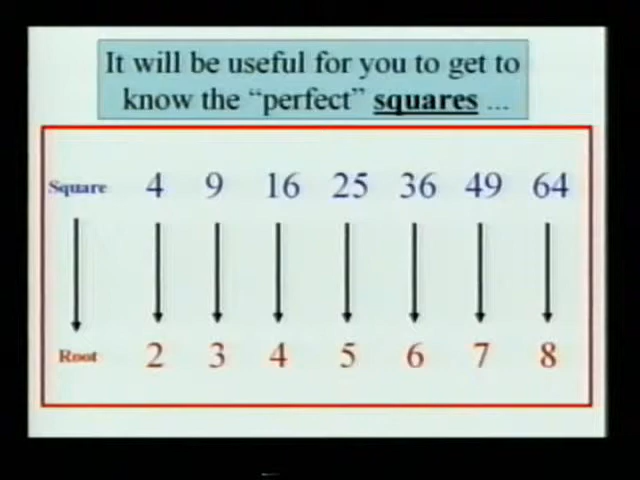 It will be useful for you to get to
know the “perfect” squares ...
Square 4 9 16 25 36 49 64
Root 2 3 4 5 6 7 8